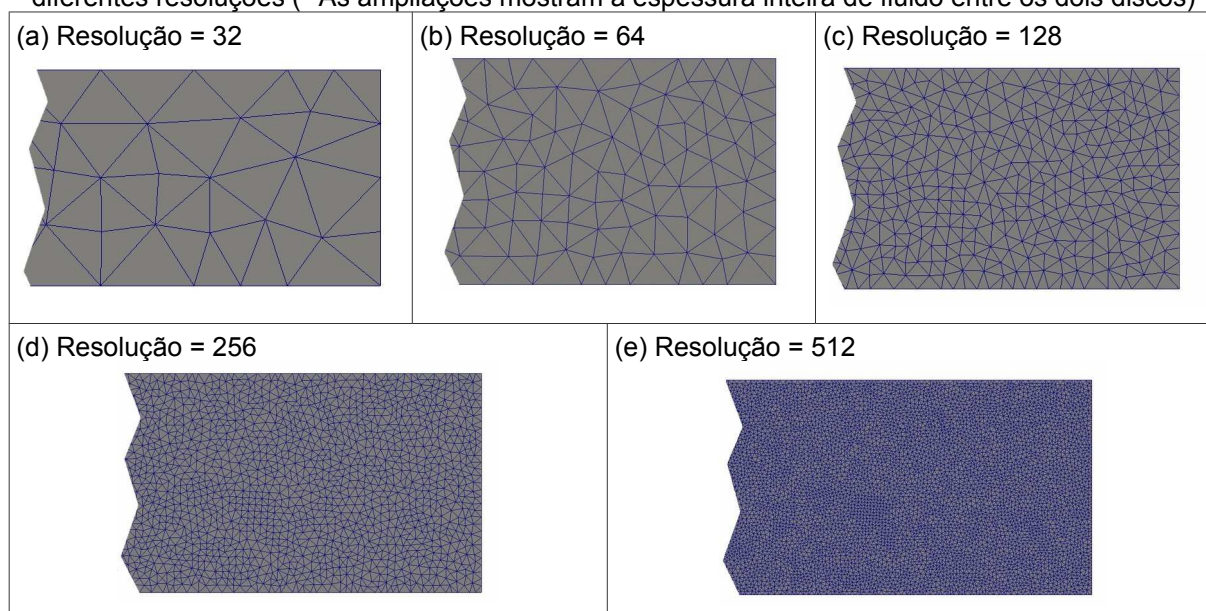 diferentes resoluções (* As ampliações mostram a espessura inteira de fluido entre os dois discos)
(a) Resolução = 32
(b) Resolução = 64
(c) Resolução = 128
(d) Resolução = 256
(e) Resolução = 512